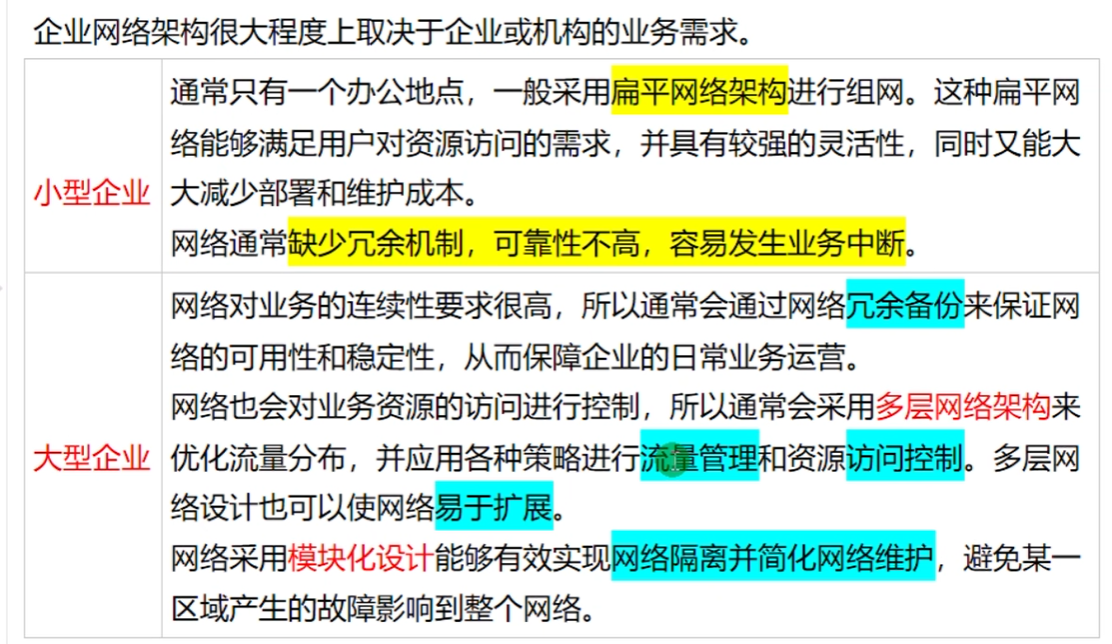 企业网络架构很大程度上取决于企业或机构的业务需求。
小型企业
通常只有一个办公地点，一般采用扁平网络架构进行组网。这种扁平网
络能够满足用户对资源访问的需求，并具有较强的灵活性，同时又能大
大减少部署和维护成本。
网络通常缺少冗余机制，可靠性不高，容易发生业务中断。
大型企业
网络对业务的连续性要求很高，所以通常会通过网络冗余备份来保证网
络的可用性和稳定性，从而保障企业的日常业务运营。
网络也会对业务资源的访问进行控制，所以通常会采用多层网络架构来
优化流量分布，并应用各种策略进行流量管理和资源访问控制。多层网
络设计也可以使网络易于扩展。
网络采用模块化设计能够有效实现网络隔离并简化网络维护，避免某一
区域产生的故障影响到整个网络。